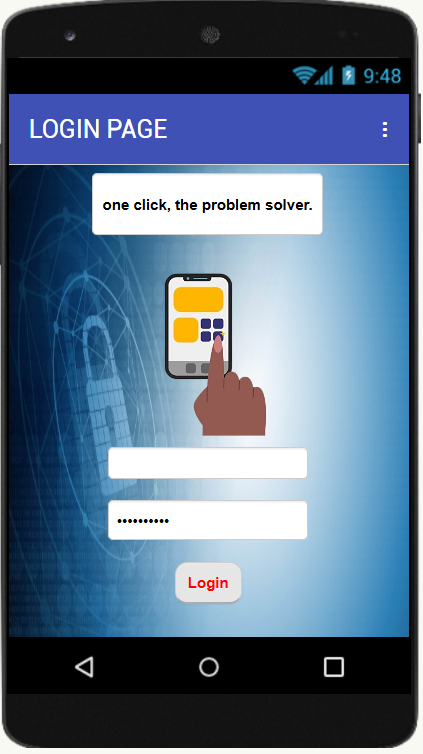 9:48
LOGIN PAGE
one click, the problem solver.
••••••••••
Login